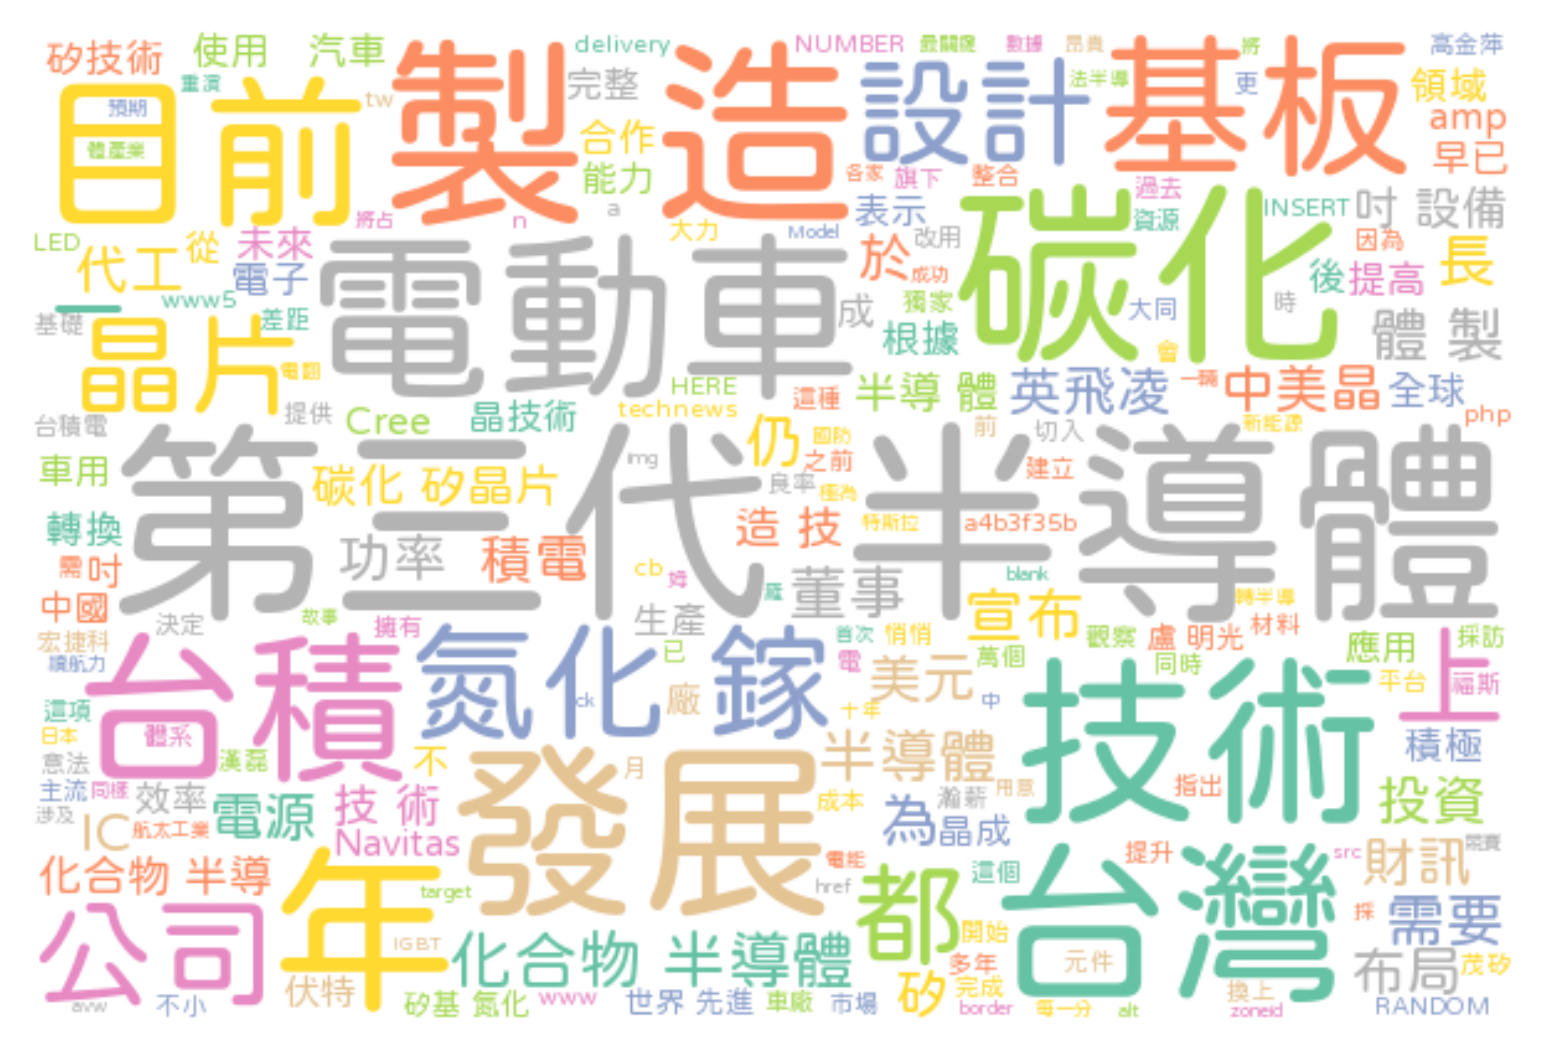 矽技術 使用 汽車 製造 delivery NUMBER 最關鍵 數據 昂貴 基板 將 高金萍
目前 重演 預期 tw 完整 設計 法半導 更 領域
體產業 合作 amp
能力 各家 旗下 整合 過去 早已
將占 n a 表示 碳化 資源 INSERT 吋 設備
LED 代工 從 未來 電動車 大力 Model 於 改用 因為 長
電子 成功 後 提高
一 www5 成 獨家 大同 時
基礎 晶片 差距 根據 會 體 製
電圈 HERE 半導 體 英飛凌 一輛 中美晶 全球
台積電 提供 Cree 晶技術 technews 這種 仍 國防 前 切入 新能源 php
車用 第三代半導體 碳化 矽晶片 img 之前 良率 極為 建立
轉換 功率 積電 造 技 特斯拉 a4b3f35b
需 吋 cb 姆 羅 董事 blank
中國 故事 生產 宣布 轉半導
宏捷科 決定 擁有 氮化 鎵 已 首次 悄悄 觀察 盧 明光 材料 應用 採訪
續航力 台積 電 美元 萬個 同時 技術 上 平台 福斯
這項 體系 ck 廠 十年 中
日本 漢磊 不 發展 月 半導體 積極
意法
主流 同樣 效率 電源 技 術 成本 瀚薪 用意 指出 投資
涉及 IC 航太工業 Navitas 為 晶成
化合物 半導 年 target 電能 href 這個 提升 src 財訊
公司 IGBT 化合物 半導體 都 開始 台灣 採 需要
伏特 多年 元件 布局 茂矽
avw 不小 矽基 氮化 www 世界 先進 車廠 市場 矽 完成 border 每一分 alt 換上 zoneid RANDOM